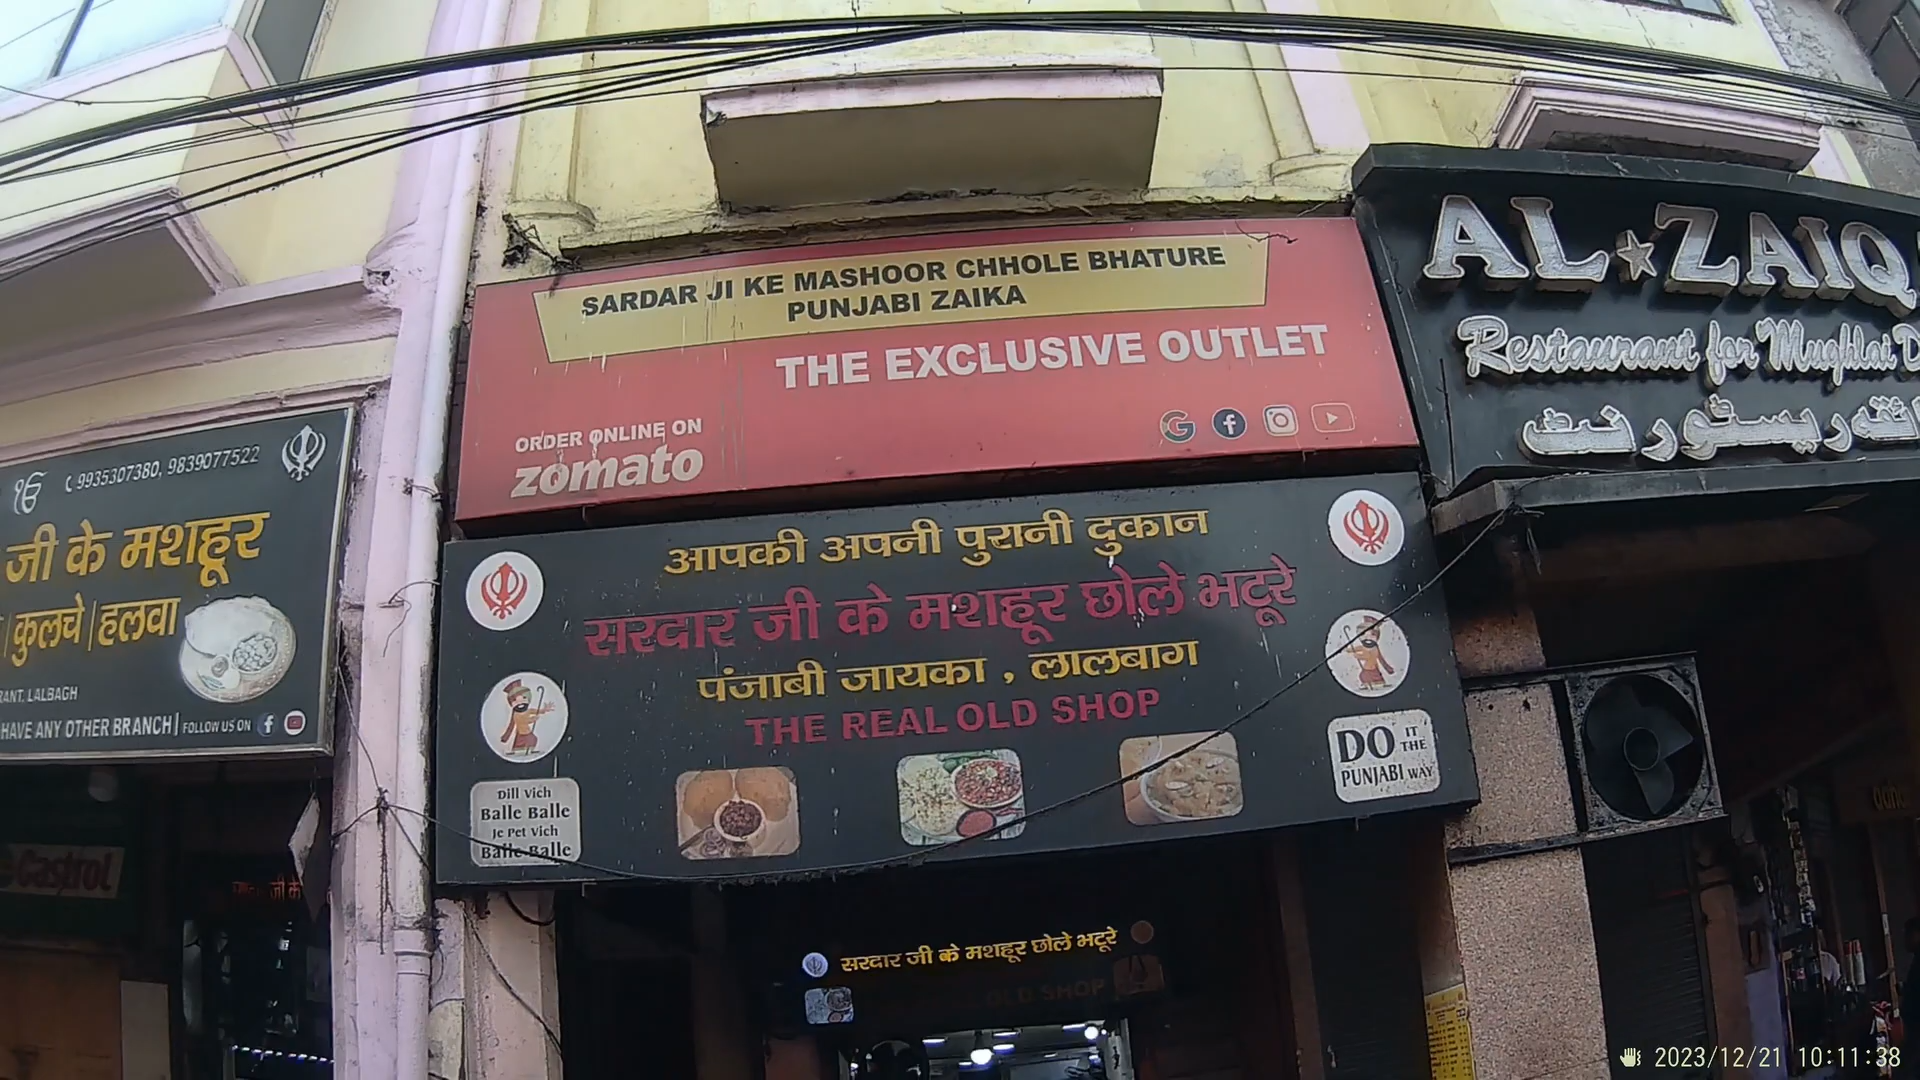 SARDAR JI KE MASHOOR CHHOLE BHATURE
PUNJABI ZAIKA
THE EXCLUSIVE OUTLET
ORDER ONLINE ON
zomato
AL ZAIQ
Restaurant for Mughlai D
ریسٹورنٹ
9935307380, 9839077522
जी के मशहूर
कुलचे | हलवा
LALBAGH
HAVE ANY OTHER BRANCH | FOLLOW US ON
आपकी अपनी पुरानी दुकान
सरदार जी के मशहूर छोले भटूरे
पंजाबी जायका , लालबाग
THE REAL OLD SHOP
Dill Vich
Balle Balle
Je Pet Vich
Balle Balle
DO IT THE
PUNJABI WAY
Castrol
जी के
सरदार जी के मशहूर छोले भटूरे
OLD SHOP
2023/12/21 10:11:38